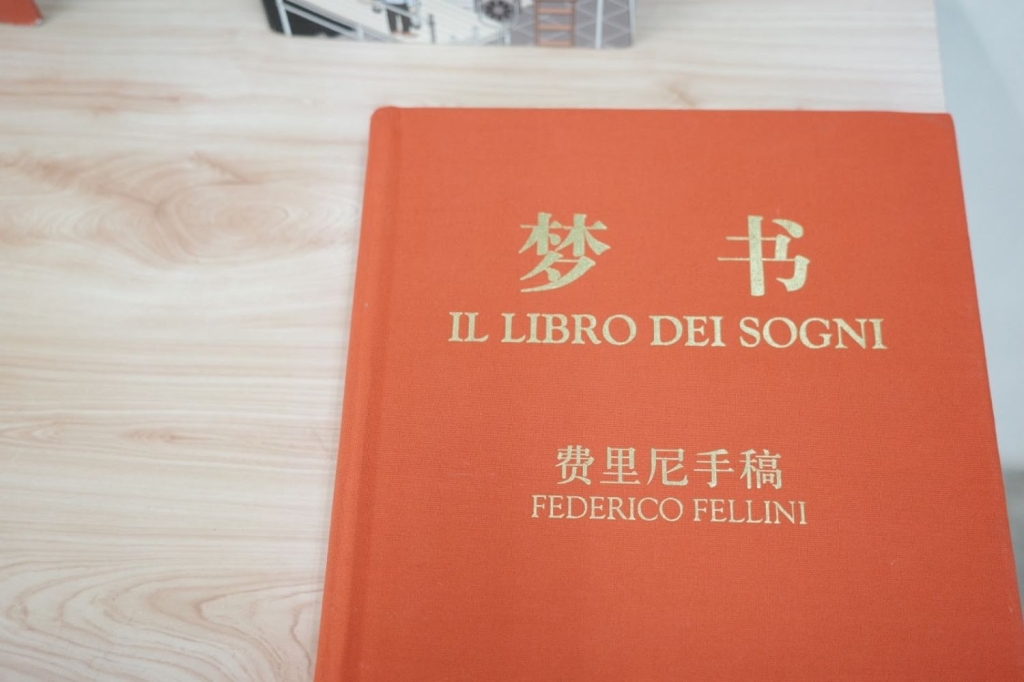 梦 书
IL LIBRO DEI SOGNI
费里尼手稿
FEDERICO FELLINI